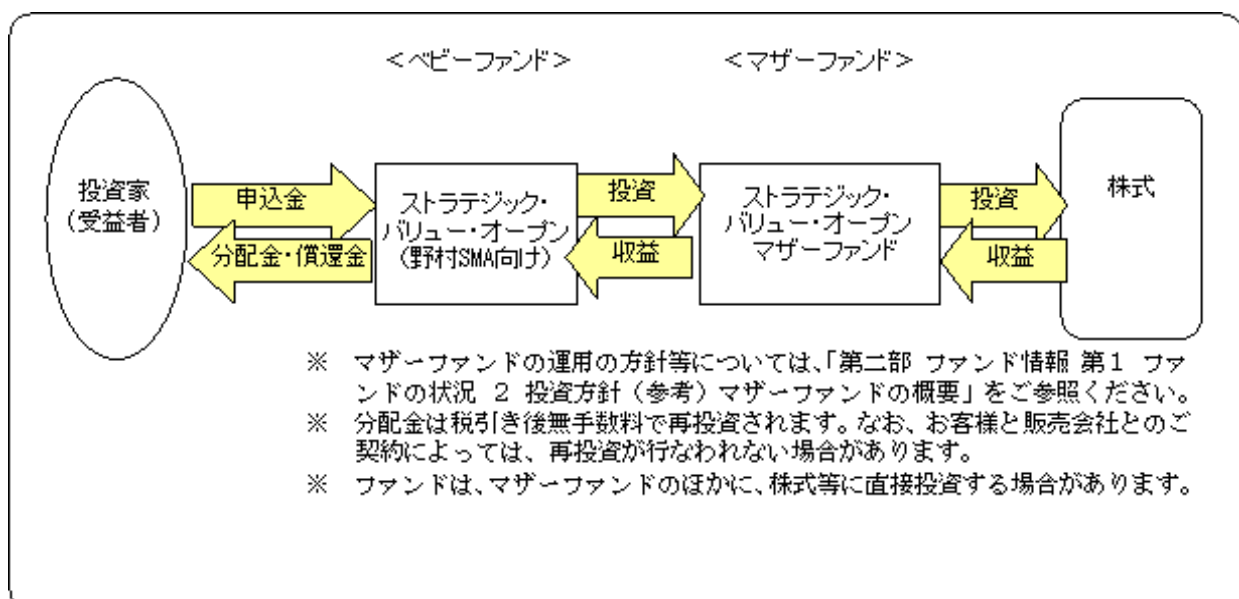 ＜ベビーファンド＞
＜マザーファンド＞
投資家
（受益者）
申込金
分配金・償還金
ストラテジック・
バリュー・オープン
（野村SMA向け）
投資
収益
ストラテジック・
バリュー・オープン
マザーファンド
投資
収益
株式
※ マザーファンドの運用の方針等については、「第二部 ファンド情報 第１ ファ
ンドの状況 ２ 投資方針（参考）マザーファンドの概要」をご参照ください。
※ 分配金は税引き後無手数料で再投資されます。なお、お客様と販売会社とのご
契約によっては、再投資が行なわれない場合があります。
※ ファンドは、マザーファンドのほかに、株式等に直接投資する場合があります。